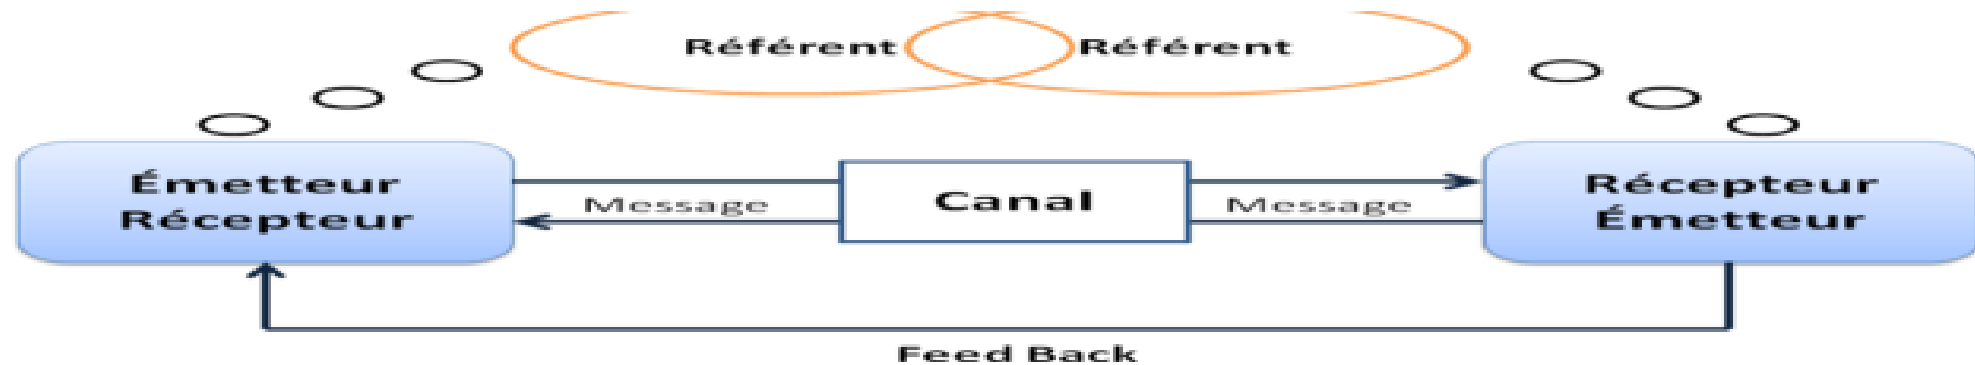 Référent Référent
Émetteur
Récepteur
Message
Canal
Message
Récepteur
Émetteur
Feed Back